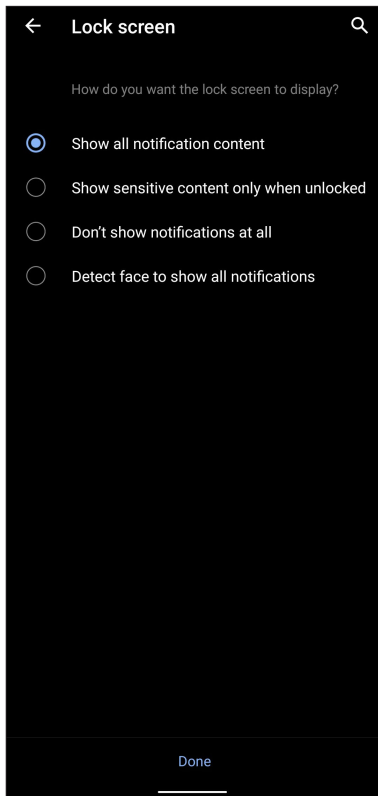 Lock screen
How do you want the lock screen to display?
Show all notification content
Show sensitive content only when unlocked
Don't show notifications at all
Detect face to show all notifications
Done